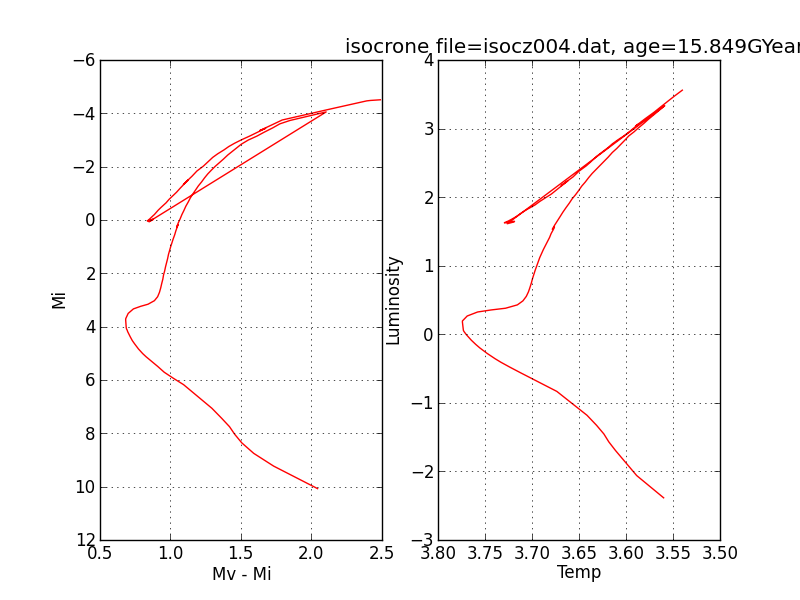 isocrone file=isocz004.dat, age=15.849GYear
−6
−4
−2
0
2
4
6
8
10
12
0.5 1.0 1.5 2.0 2.5
Mv - Mi
Mi
4
3
2
1
0
−1
−2
−3
3.80 3.75 3.70 3.65 3.60 3.55 3.50
Temp
Luminosity